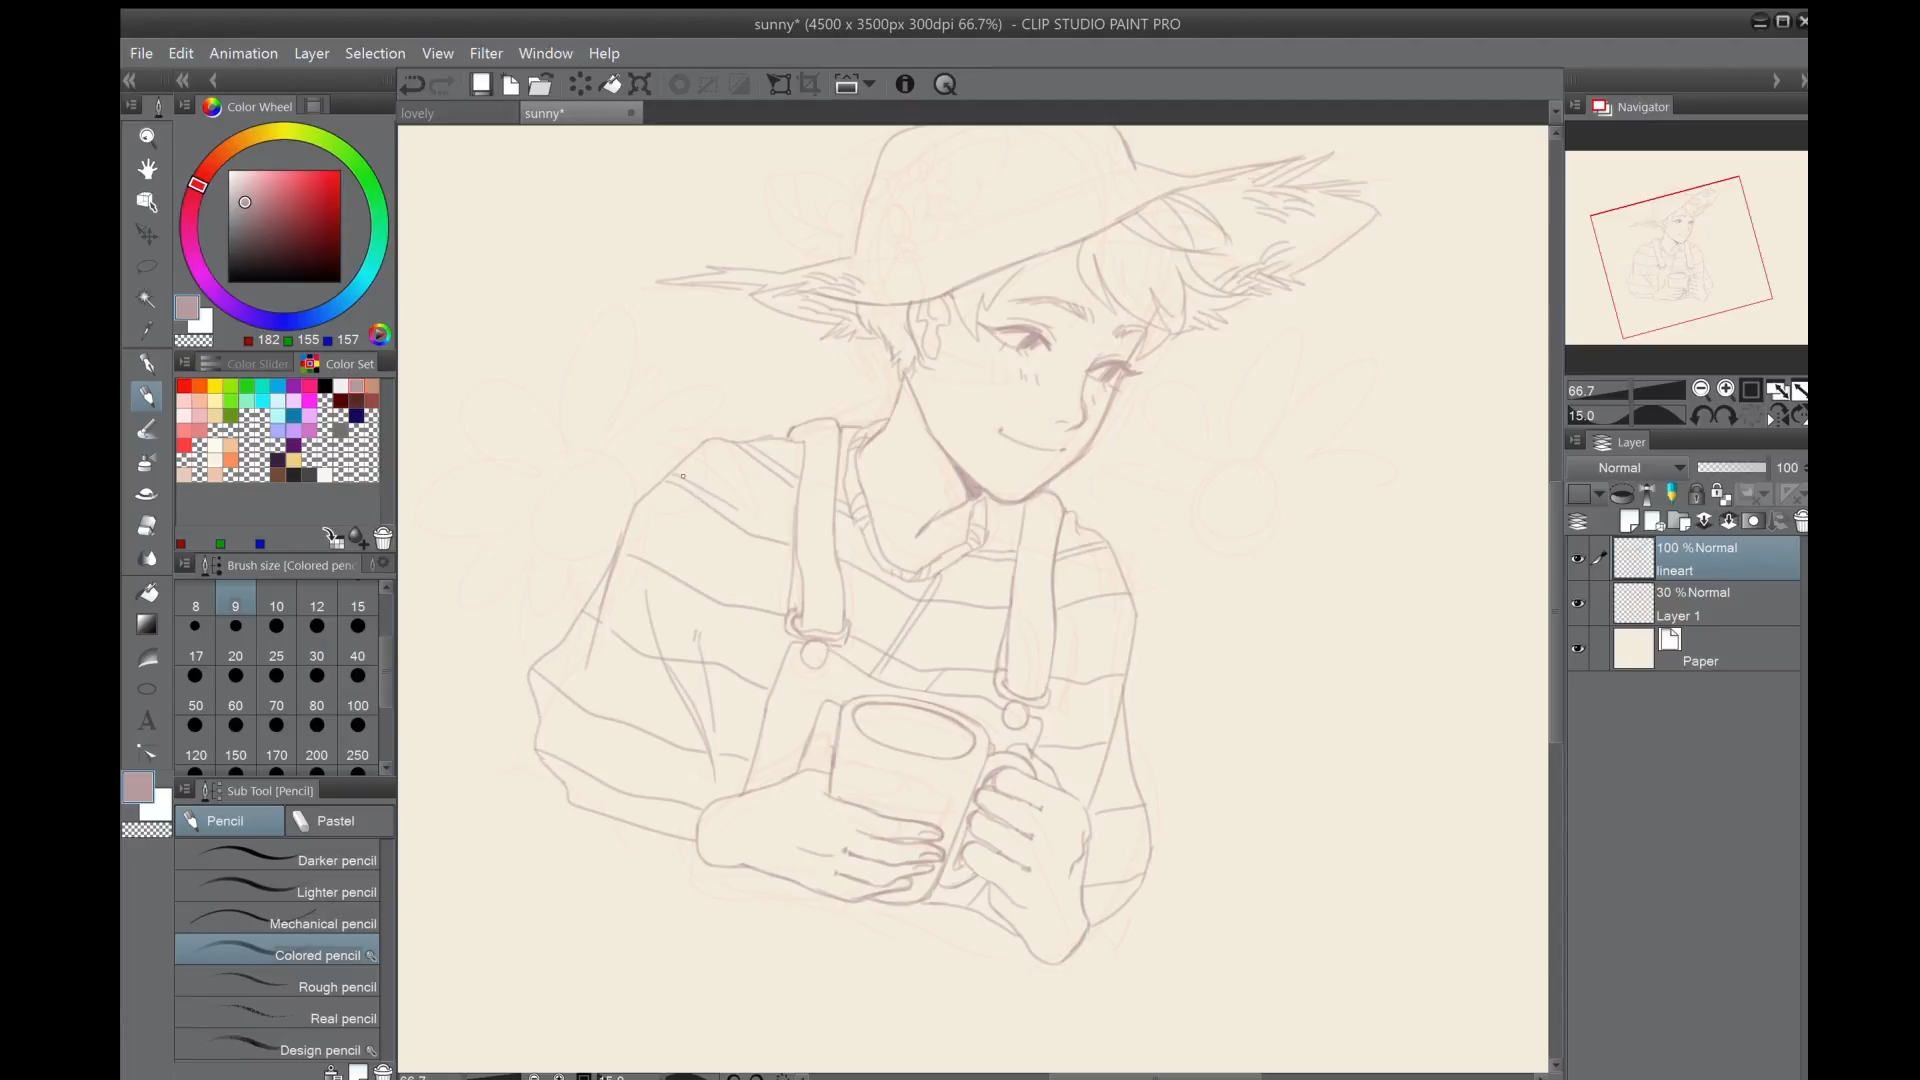 sunny* (4500 x 3500px 300dpi 66.7%) - CLIP STUDIO PAINT PRO
File Edit Animation Layer Selection View Filter Window Help
Color Wheel
Navigator
lovely sunny*
182 155 157
Color Slider Color Set
66.7
15.0
Layer
Normal 100
100 %Normal
lineart
30 %Normal
Layer 1
Paper
Brush size [Colored penc
8 9 10 12 15
17 20 25 30 40
50 60 70 80 100
120 150 170 200 250
Sub Tool [Pencil]
Pencil Pastel
Darker pencil
Lighter pencil
Mechanical pencil
Colored pencil
Rough pencil
Real pencil
Design pencil
A